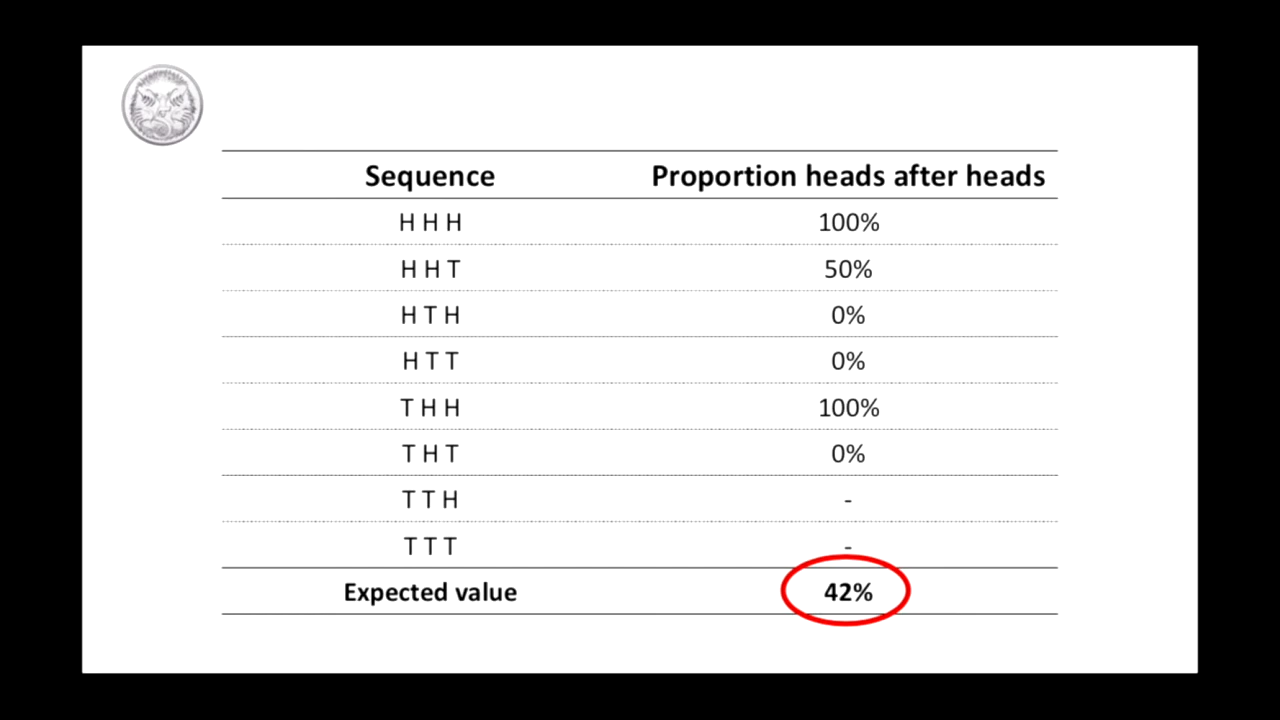 Sequence Proportion heads after heads
H H H 100%
H H T 50%
H T H 0%
H T T 0%
T H H 100%
T H T 0%
T T H -
T T T -
Expected value 42%